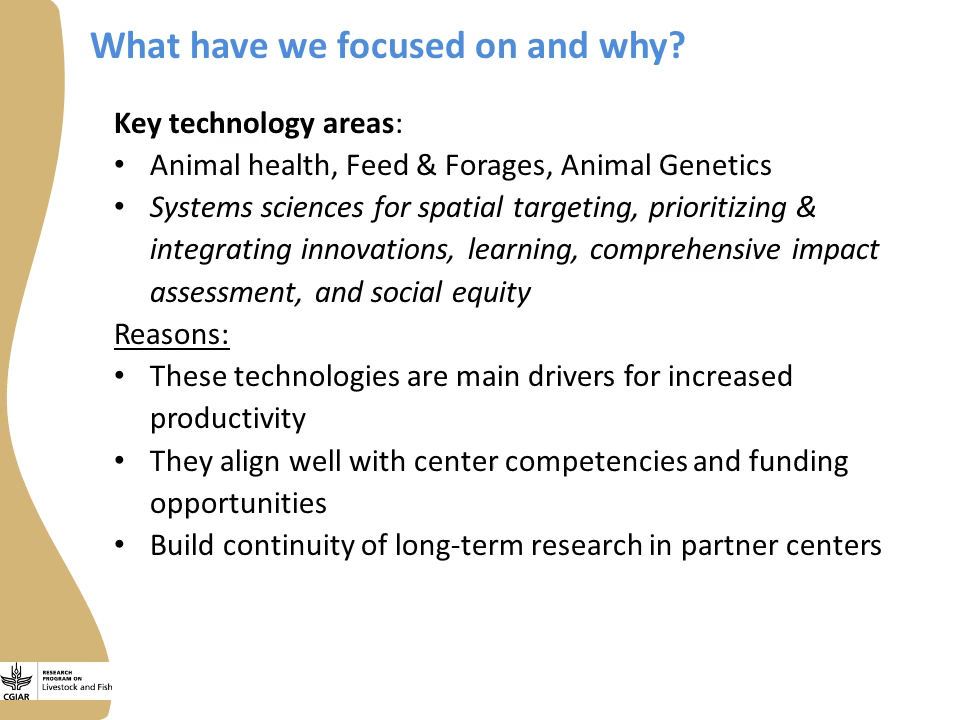 What have we focused on and why?
Key technology areas:
• Animal health, Feed & Forages, Animal Genetics
• Systems sciences for spatial targeting, prioritizing &
integrating innovations, learning, comprehensive impact
assessment, and social equity
Reasons:
• These technologies are main drivers for increased
productivity
• They align well with center competencies and funding
opportunities
• Build continuity of long-term research in partner centers
RESEARCH
PROGRAM ON
Livestock and Fish
CGIAR